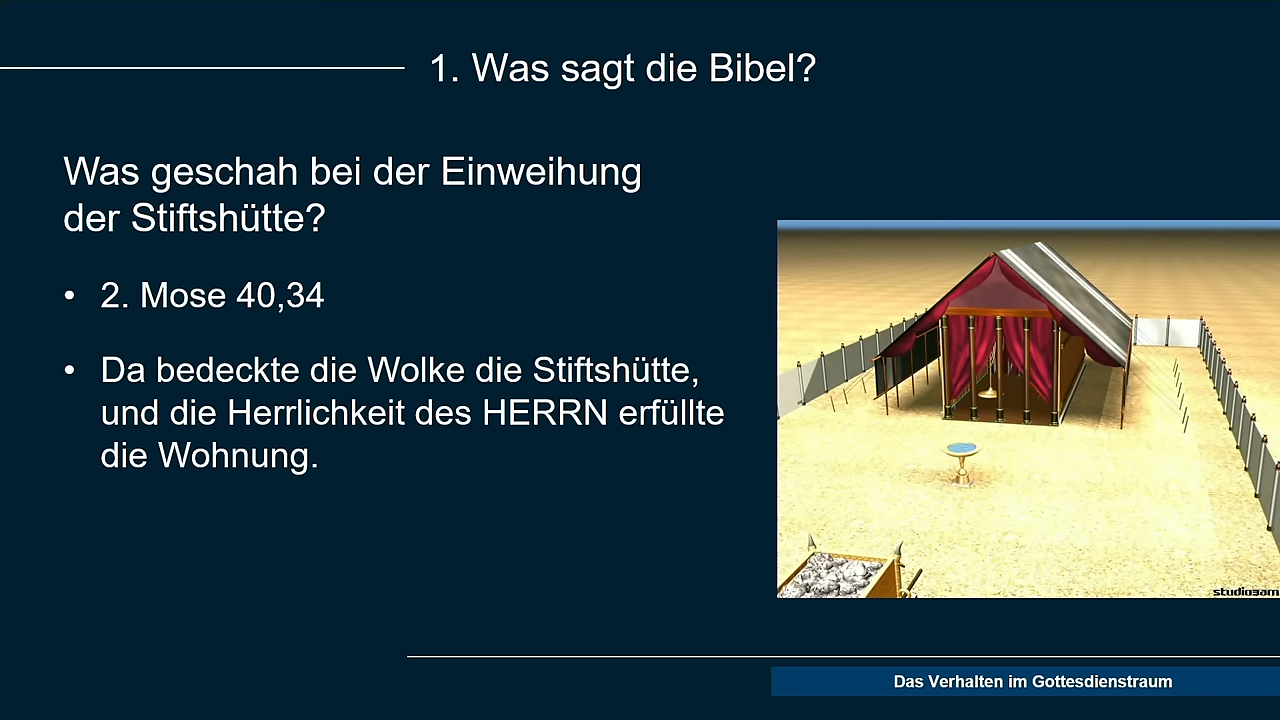 1. Was sagt die Bibel?
Was geschah bei der Einweihung
der Stiftshütte?
• 2. Mose 40,34
• Da bedeckte die Wolke die Stiftshütte,
und die Herrlichkeit des HERRN erfüllte
die Wohnung.
Das Verhalten im Gottesdienstraum